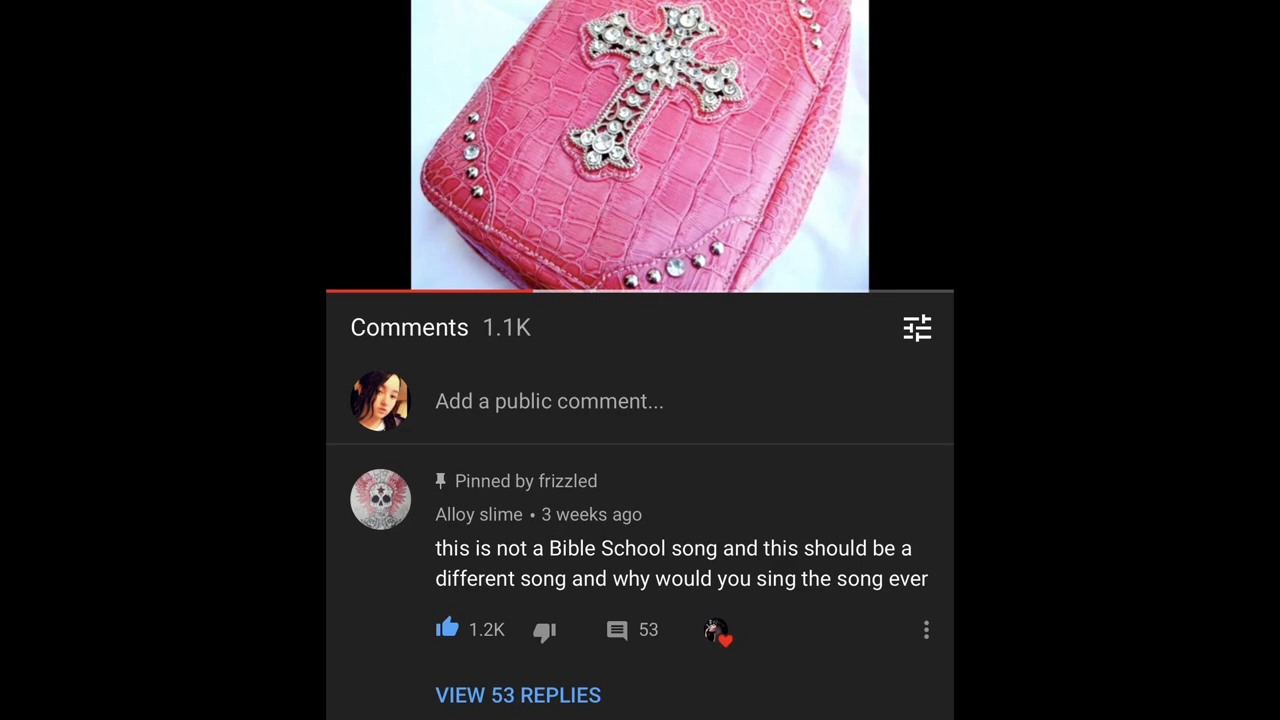 Comments 1.1K
Add a public comment...
Pinned by frizzled
Alloy slime • 3 weeks ago
this is not a Bible School song and this should be a
different song and why would you sing the song ever
1.2K 53
VIEW 53 REPLIES